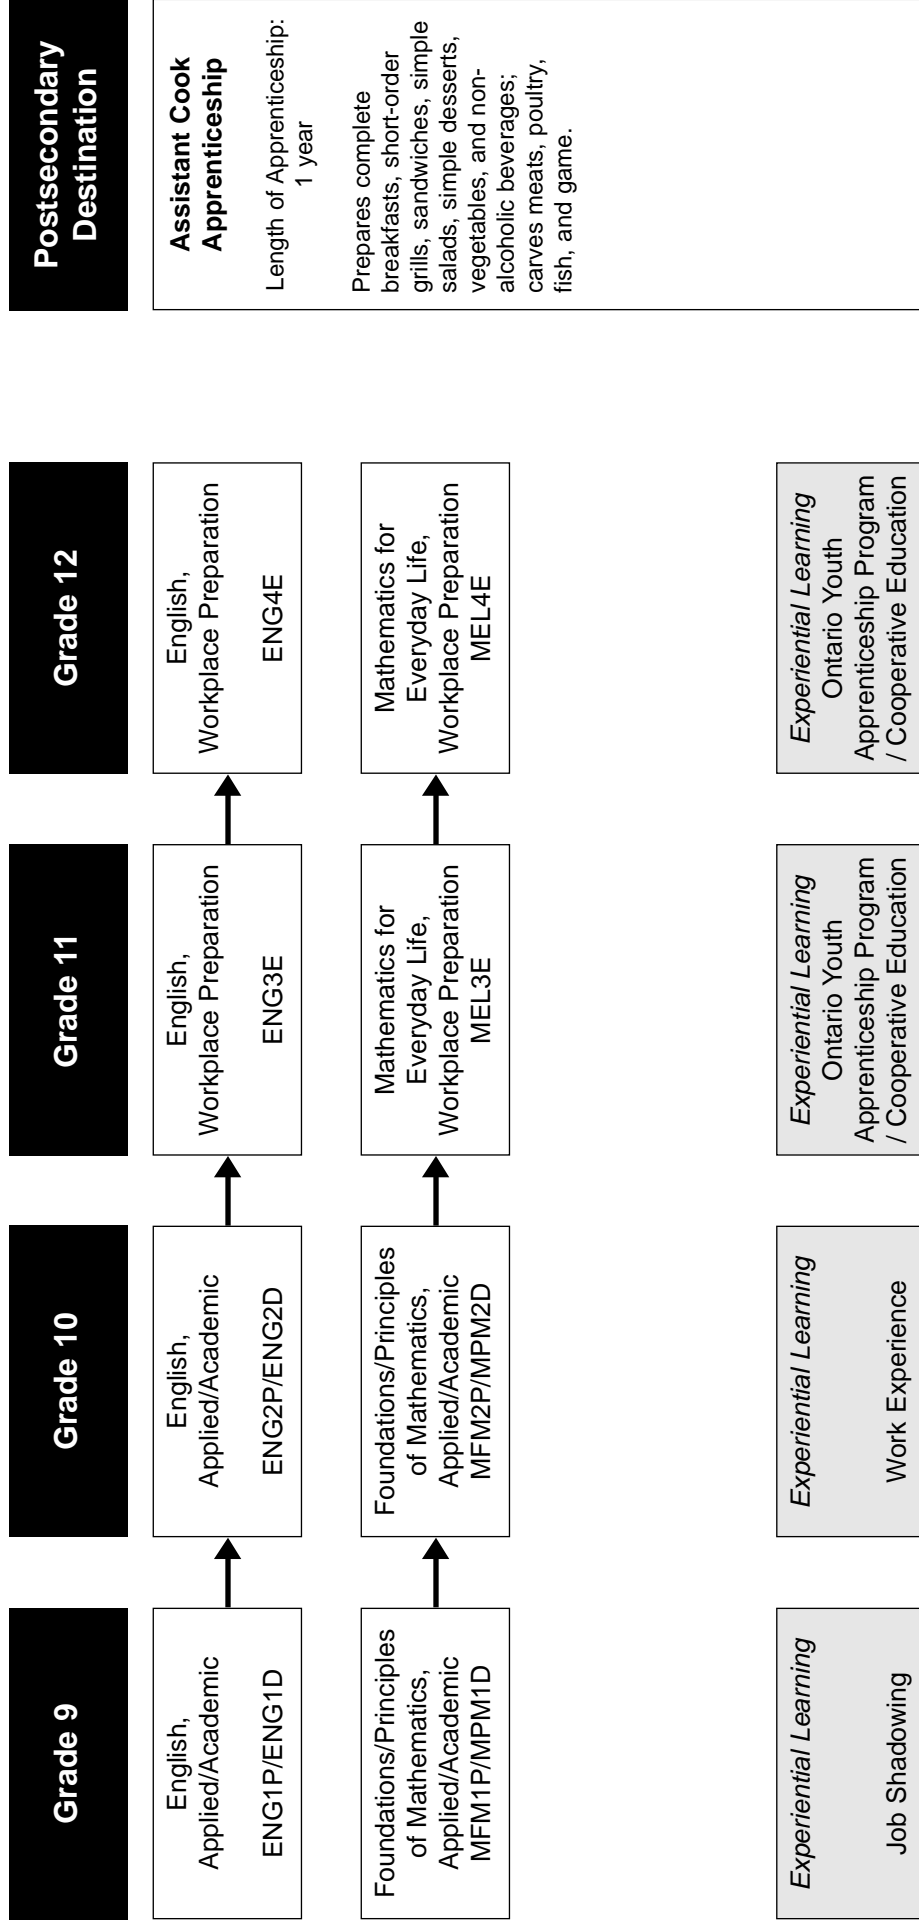 Grade 9
Grade 10
Grade 11
Grade 12
Postsecondary
Destination
English,
Applied/Academic
ENG1P/ENG1D
English,
Applied/Academic
ENG2P/ENG2D
English,
Workplace Preparation
ENG3E
English,
Workplace Preparation
ENG4E
Assistant Cook
Apprenticeship
Length of Apprenticeship:
1 year
Prepares complete
breakfasts, short-order
grills, sandwiches, simple
salads, simple desserts,
vegetables, and non-
alcoholic beverages;
carves meats, poultry,
fish, and game.
Foundations/Principles
of Mathematics,
Applied/Academic
MFM1P/MPM1D
Foundations/Principles
of Mathematics,
Applied/Academic
MFM2P/MPM2D
Mathematics for
Everyday Life,
Workplace Preparation
MEL3E
Mathematics for
Everyday Life,
Workplace Preparation
MEL4E
Experiential Learning
Job Shadowing
Experiential Learning
Work Experience
Experiential Learning
Ontario Youth
Apprenticeship Program
/ Cooperative Education
Experiential Learning
Ontario Youth
Apprenticeship Program
/ Cooperative Education